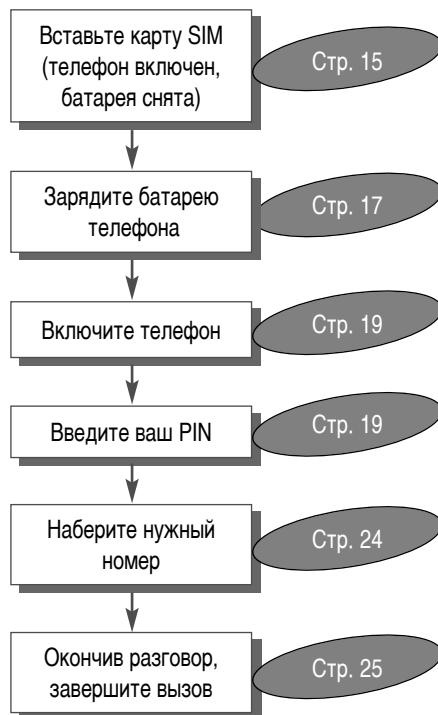 Вставьте карту SIM
(телефон включен,
батарея снята)
Стр. 15
Зарядите батарею
телефона
Стр. 17
Включите телефон
Стр. 19
Введите ваш PIN
Стр. 19
Наберите нужный
номер
Стр. 24
Окончив разговор,
завершите вызов
Стр. 25